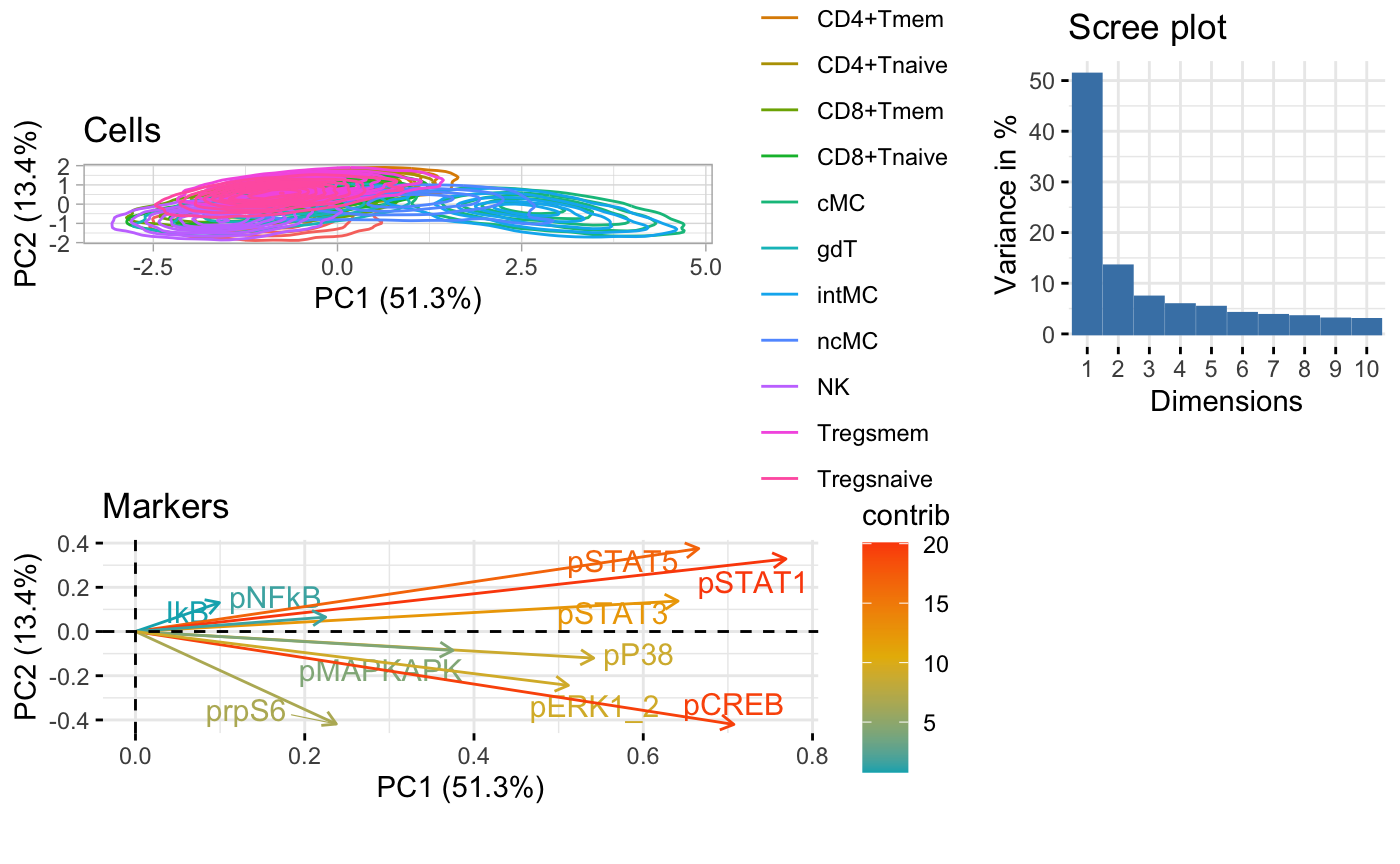 Cells
PC2 (13.4%)
2
1
0
-1
-2
-2.5
0.0
2.5
5.0
PC1 (51.3%)
CD4+Tmem
CD4+Tnaive
CD8+Tmem
CD8+Tnaive
cMC
gdT
intMC
ncMC
NK
Tregsmem
Tregsnaive
Scree plot
Variance in %
50
40
30
20
10
0
1 2 3 4 5 6 7 8 9 10
Dimensions
Markers
PC2 (13.4%)
0.4
0.2
0.0
-0.2
-0.4
pSTAT5
pSTAT1
pNFkB
IkB
pSTAT3
pP38
pMAPKAPK
pERK1_2
pCREB
prpS6
0.0
0.2
0.4
0.6
0.8
PC1 (51.3%)
contrib
20
15
10
5